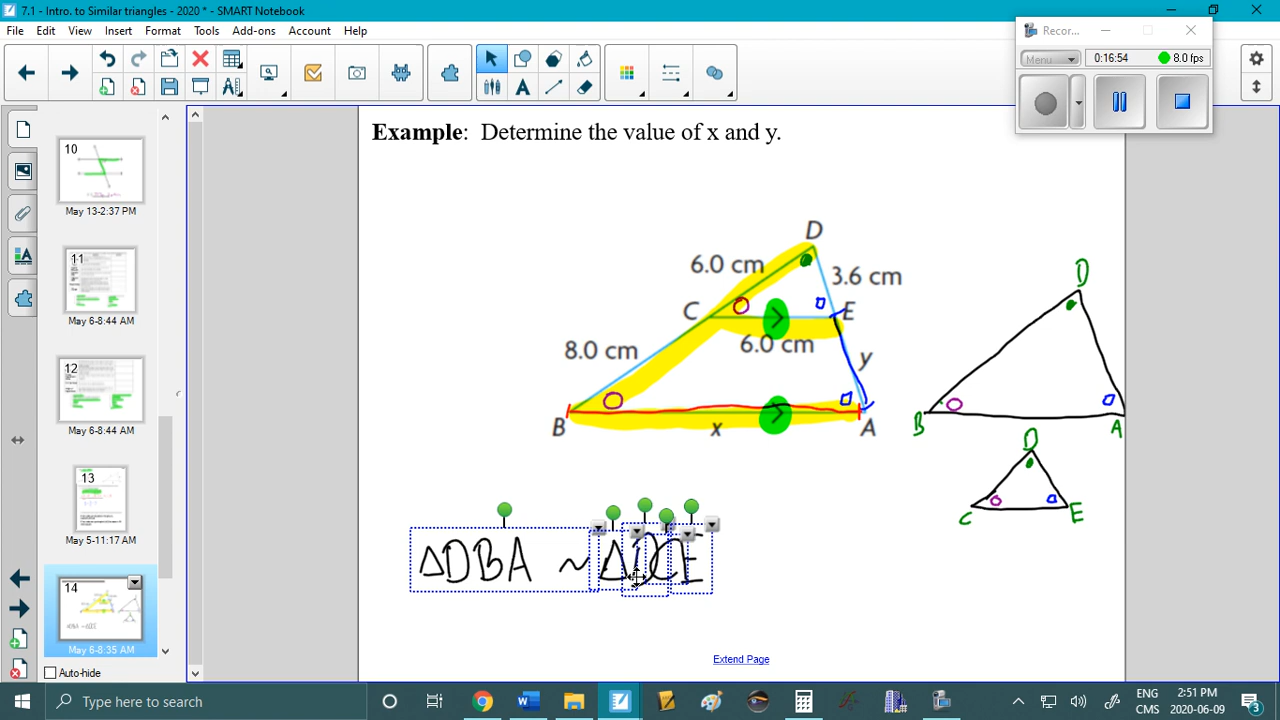 7.1 - Intro. to Similar triangles - 2020 * - SMART Notebook
File Edit View Insert Format Tools Add-ons Account Help
Recor...
Menu
0:16:54
8.0 fps
10
May 13-2:37 PM
11
May 6-8:44 AM
12
May 6-8:44 AM
13
May 5-11:17 AM
14
May 6-8:35 AM
Auto-hide
Example: Determine the value of x and y.
D
6.0 cm
3.6 cm
C
E
6.0 cm
8.0 cm
y
B
x
A
D
B
A
D
C
E
ΔDBA ~ ΔDCE
Extend Page
Type here to search
ENG
CMS
2:51 PM
2020-06-09
3